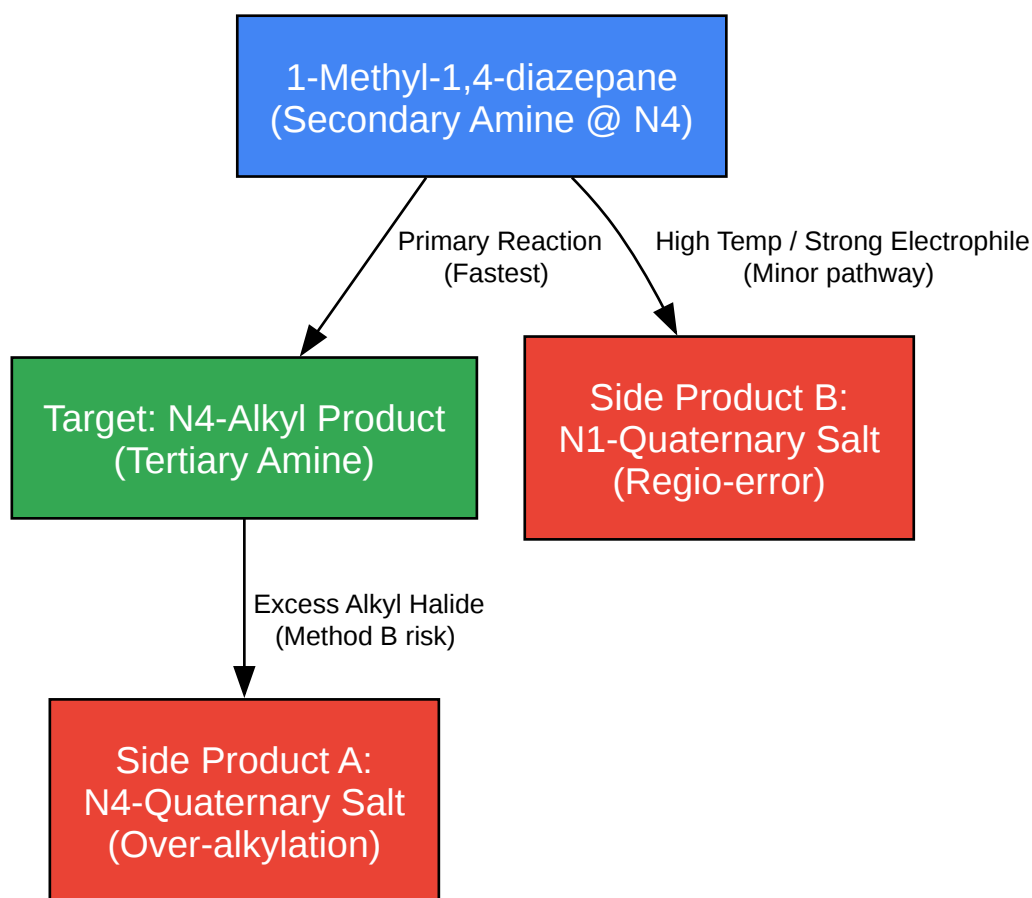 1-Methyl-1,4-diazepane
(Secondary Amine @ N4)
Primary Reaction
(Fastest)
High Temp / Strong Electrophile
(Minor pathway)
Target: N4-Alkyl Product
(Tertiary Amine)
Side Product B:
N1-Quaternary Salt
(Regio-error)
Excess Alkyl Halide
(Method B risk)
Side Product A:
N4-Quaternary Salt
(Over-alkylation)